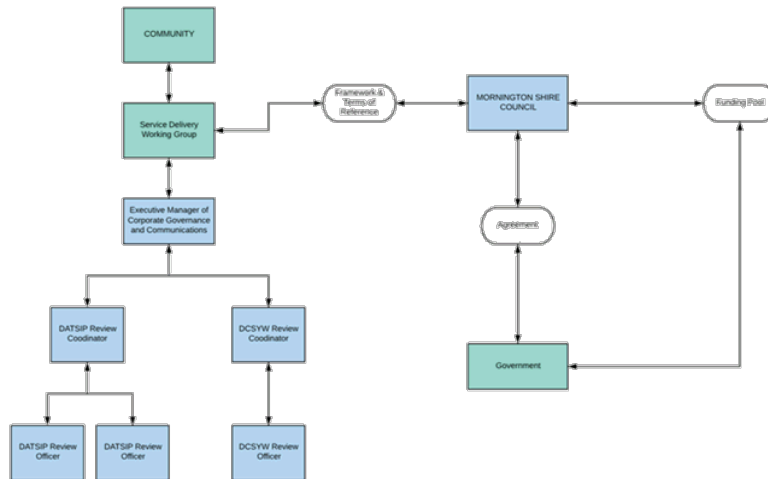 COMMUNITY
Service Delivery
Working Group
Framework &
Terms of
Reference
MORNINGTON SHIRE
COUNCIL
Funding Pool
Executive Manager of
Corporate Governance
and Communications
Agreement
DATSIP Review
Coodinator
DCSYW Review
Coodinator
Government
DATSIP Review
Officer
DATSIP Review
Officer
DCSYW Review
Officer